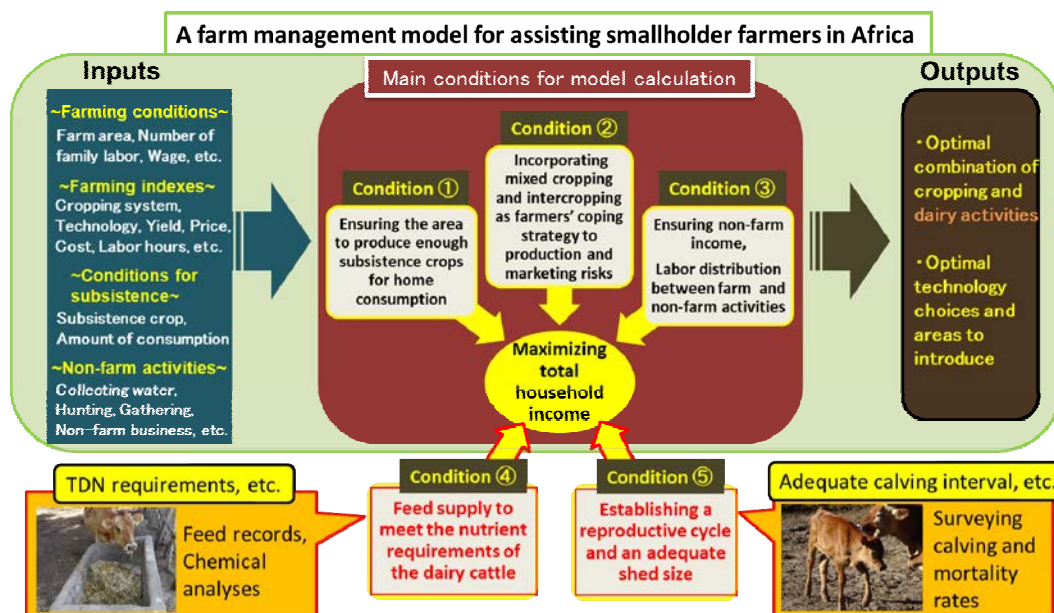 A farm management model for assisting smallholder farmers in Africa
Inputs
~Farming conditions~
Farm area, Number of
family labor, Wage, etc.
~Farming indexes~
Cropping system,
Technology, Yield, Price,
Cost, Labor hours, etc.
~Conditions for
subsistence~
Subsistence crop,
Amount of consumption
~Non-farm activities~
Collecting water,
Hunting, Gathering,
Non-farm business, etc.
Main conditions for model calculation
Condition ①
Ensuring the area
to produce enough
subsistence crops
for home
consumption
Condition ②
Incorporating
mixed cropping
and intercropping
as farmers' coping
strategy to
production and
marketing risks
Condition ③
Ensuring non-farm
income,
Labor distribution
between farm and
non-farm activities
Maximizing
total
household
income
Outputs
・Optimal
combination of
cropping and
dairy activities
・Optimal
technology
choices and
areas to
introduce
TDN requirements, etc.
Feed records,
Chemical
analyses
Condition ④
Feed supply to
meet the nutrient
requirements of
the dairy cattle
Condition ⑤
Establishing a
reproductive cycle
and an adequate
shed size
Adequate calving interval, etc.
Surveying
calving and
mortality
rates